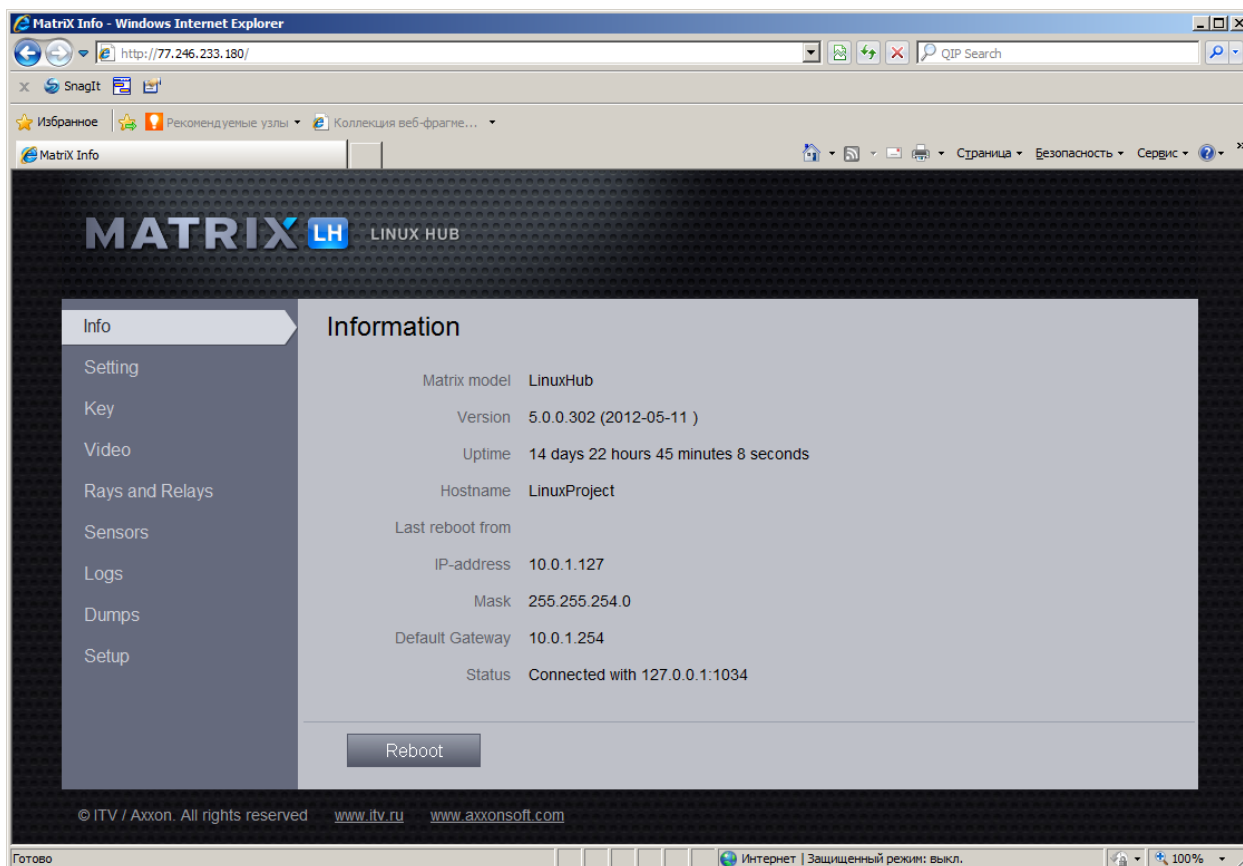 MatriX Info - Windows Internet Explorer
http://77.246.233.180/
QIP Search
SnagIt
Избранное
Рекомендуемые узлы
Коллекция веб-фрагме...
MatriX Info
Страница
Безопасность
Сервис
MATRIX LH LINUX HUB
Info
Setting
Key
Video
Rays and Relays
Sensors
Logs
Dumps
Setup
Information
Matrix model LinuxHub
Version 5.0.0.302 (2012-05-11 )
Uptime 14 days 22 hours 45 minutes 8 seconds
Hostname LinuxProject
Last reboot from
IP-address 10.0.1.127
Mask 255.255.254.0
Default Gateway 10.0.1.254
Status Connected with 127.0.0.1:1034
Reboot
© ITV / Axxon. All rights reserved www.itv.ru www.axxonsoft.com
Готово
Интернет | Защищенный режим: выкл.
100%